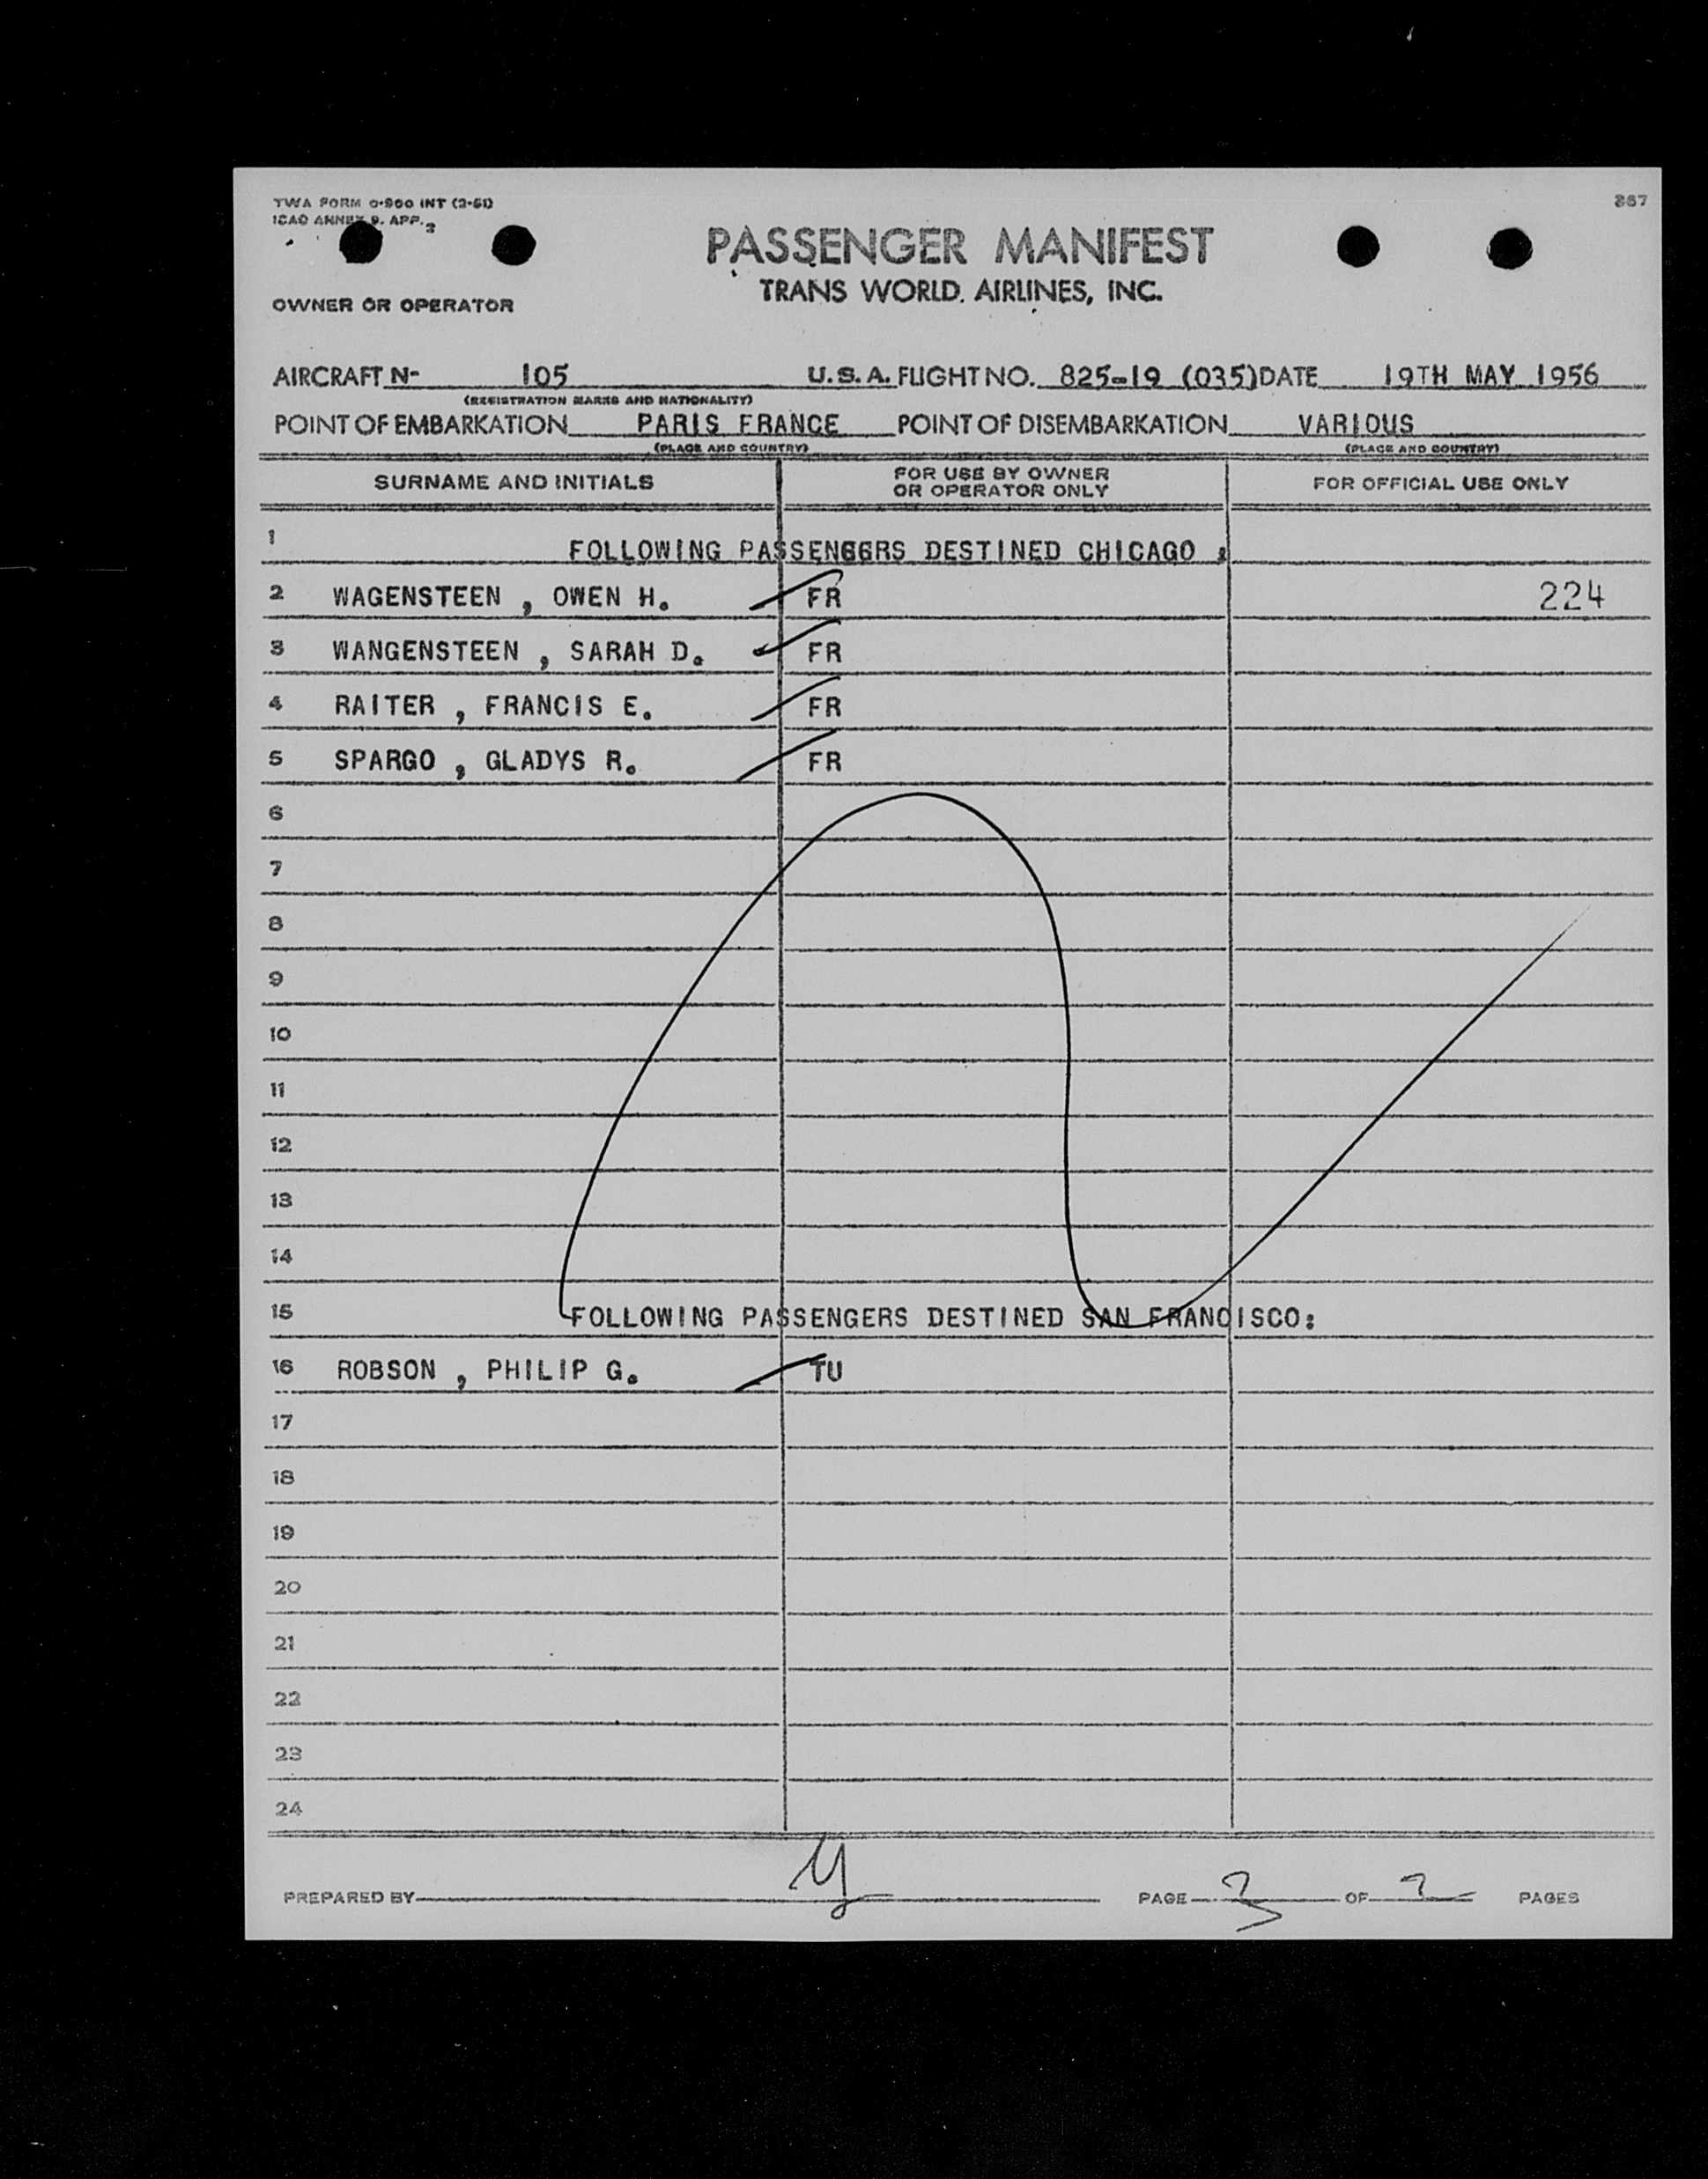 TWA FORM 0-900 INT (2-51)
ICAO ANNEX 9. APP. 2
367
PASSENGER MANIFEST
TRANS WORLD AIRLINES, INC.
OWNER OR OPERATOR
AIRCRAFT N- 105 U.S.A. FLIGHT NO. 825-19 (035) DATE 19TH MAY 1956
(REGISTRATION MARKS AND NATIONALITY)
POINT OF EMBARKATION PARIS FRANCE POINT OF DISEMBARKATION VARIOUS
(PLACE AND COUNTRY) (PLACE AND COUNTRY)
SURNAME AND INITIALS FOR USE BY OWNER OR OPERATOR ONLY FOR OFFICIAL USE ONLY
1 FOLLOWING PASSENGGRS DESTINED CHICAGO :
2 WAGENSTEEN , OWEN H. FR 224
3 WANGENSTEEN , SARAH D. FR
4 RAITER , FRANCIS E. FR
5 SPARGO , GLADYS R. FR
6
7
8
9
10
11
12
13
14
15 FOLLOWING PASSENGERS DESTINED SAN FRANCISCO:
16 ROBSON , PHILIP G. TU
17
18
19
20
21
22
23
24
PREPARED BY PAGE 3 OF 2 PAGES